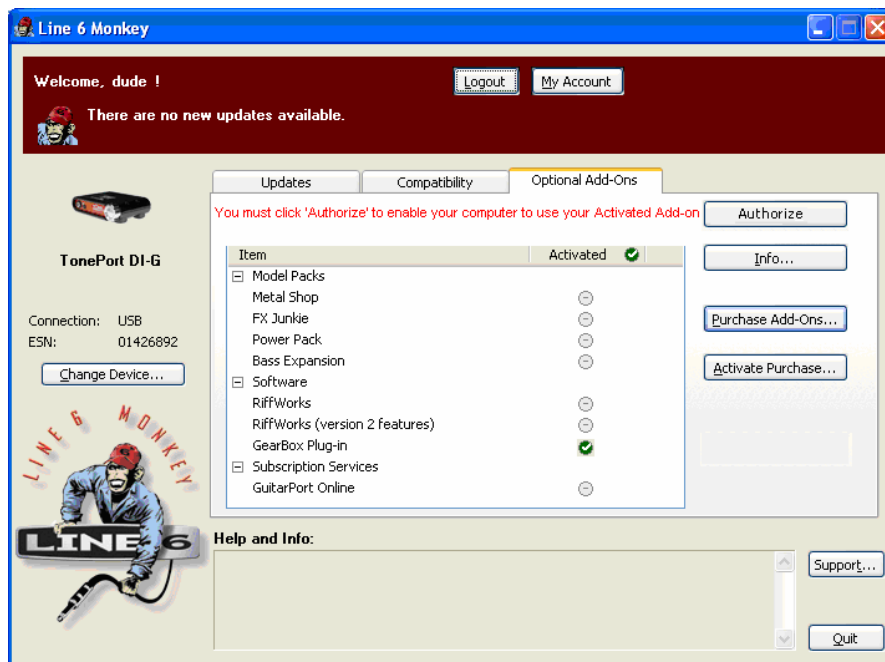 Line 6 Monkey
Welcome, dude !
Logout
My Account
There are no new updates available.
Updates
Compatibility
Optional Add-Ons
You must click 'Authorize' to enable your computer to use your Activated Add-on
Authorize
TonePort DI-G
Item
Activated
Info...
Model Packs
Metal Shop
Connection: USB
FX Junkie
Purchase Add-Ons...
ESN: 01426892
Power Pack
Bass Expansion
Activate Purchase...
Change Device...
Software
RiffWorks
RiffWorks (version 2 features)
GearBox Plug-in
Subscription Services
GuitarPort Online
LINE 6 MONKEY
LINE 6
Help and Info:
Support...
Quit